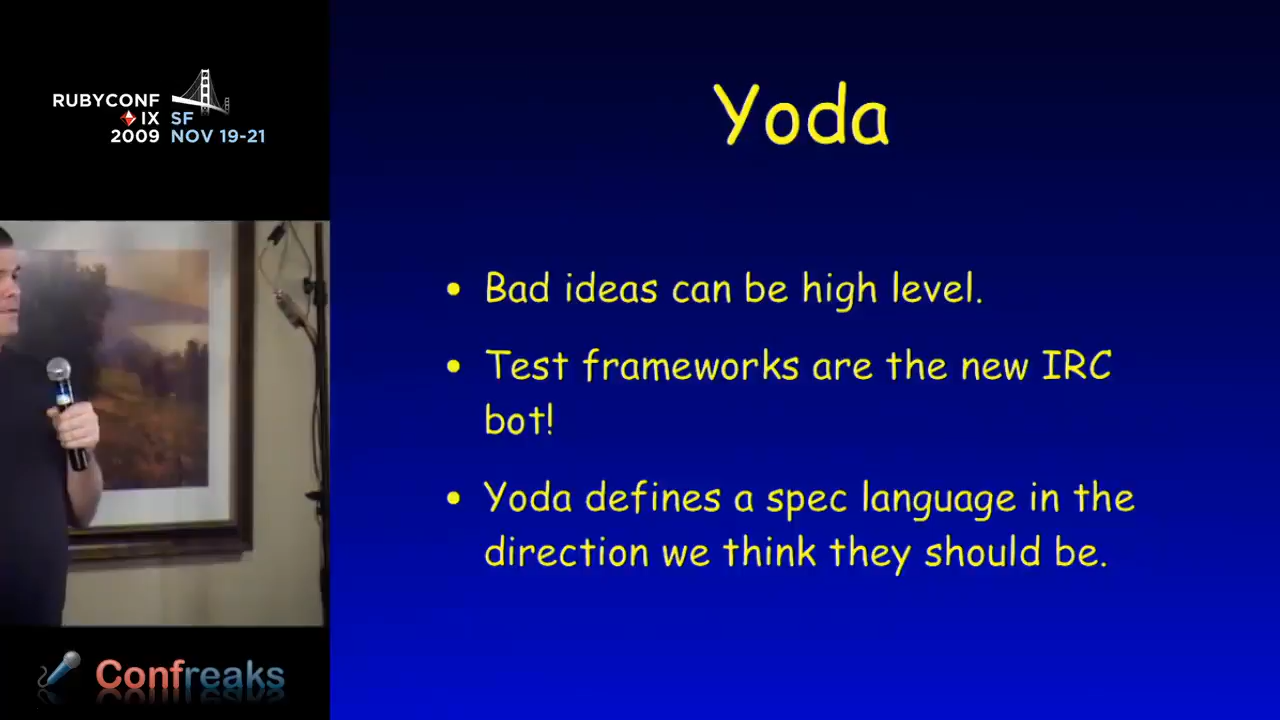 RUBYCONF
IX SF
2009 NOV 19-21
Yoda
• Bad ideas can be high level.
• Test frameworks are the new IRC
bot!
• Yoda defines a spec language in the
direction we think they should be.
Confreaks